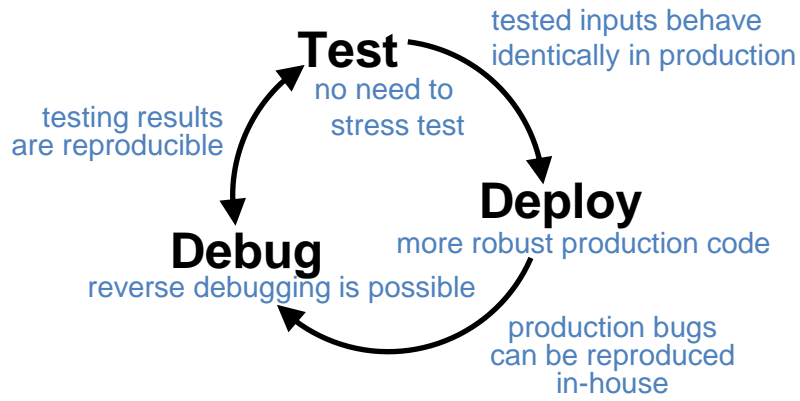 tested inputs behave
identically in production
Test
no need to
stress test
testing results
are reproducible
Deploy
more robust production code
Debug
reverse debugging is possible
production bugs
can be reproduced
in-house